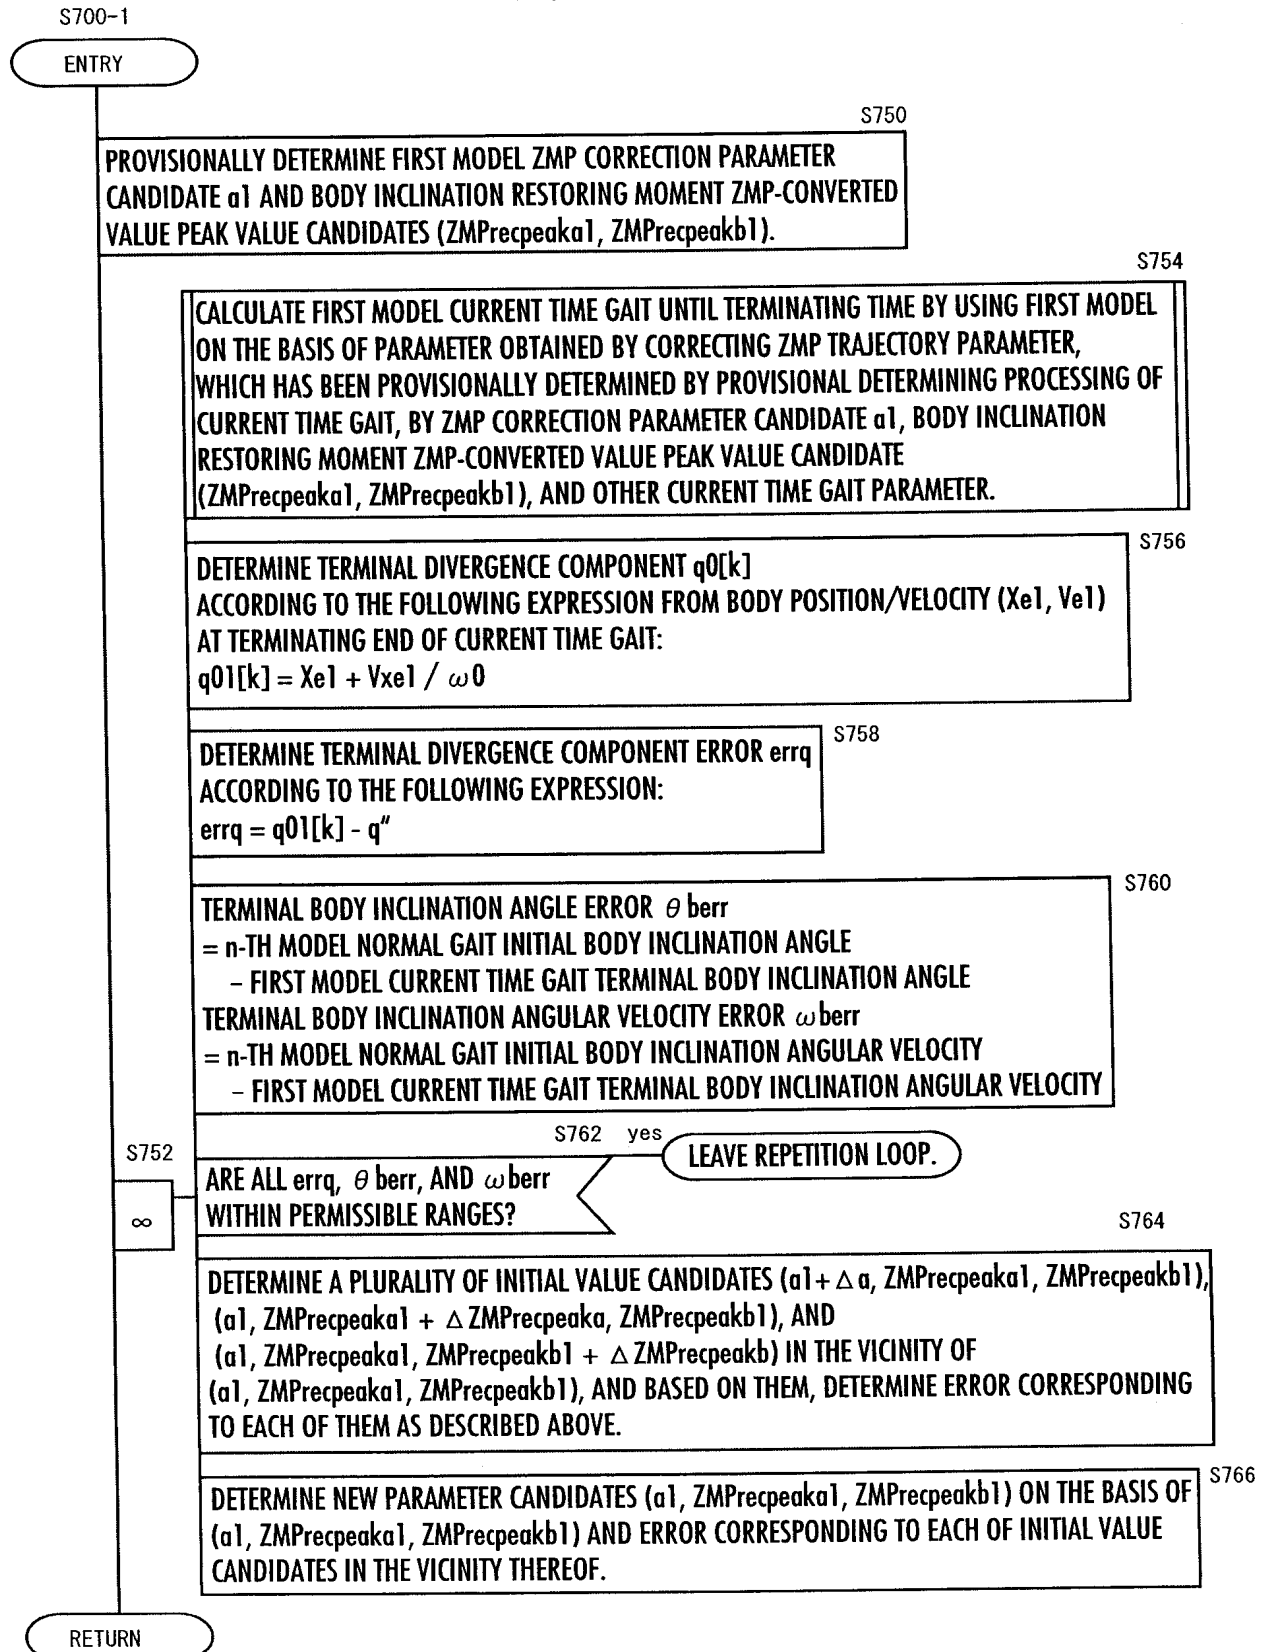 S700-1
ENTRY
S750
PROVISIONALLY DETERMINE FIRST MODEL ZMP CORRECTION PARAMETER
CANDIDATE a1 AND BODY INCLINATION RESTORING MOMENT ZMP-CONVERTED
VALUE PEAK VALUE CANDIDATES (ZMPrecpeaka1, ZMPrecpeakb1).
S754
CALCULATE FIRST MODEL CURRENT TIME GAIT UNTIL TERMINATING TIME BY USING FIRST MODEL
ON THE BASIS OF PARAMETER OBTAINED BY CORRECTING ZMP TRAJECTORY PARAMETER,
WHICH HAS BEEN PROVISIONALLY DETERMINED BY PROVISIONAL DETERMINING PROCESSING OF
CURRENT TIME GAIT, BY ZMP CORRECTION PARAMETER CANDIDATE a1, BODY INCLINATION
RESTORING MOMENT ZMP-CONVERTED VALUE PEAK VALUE CANDIDATE
(ZMPrecpeaka1, ZMPrecpeakb1), AND OTHER CURRENT TIME GAIT PARAMETER.
S756
DETERMINE TERMINAL DIVERGENCE COMPONENT q0[k]
ACCORDING TO THE FOLLOWING EXPRESSION FROM BODY POSITION/VELOCITY (Xe1, Ve1)
AT TERMINATING END OF CURRENT TIME GAIT:
q01[k] = Xe1 + Vxe1 / ω0
S758
DETERMINE TERMINAL DIVERGENCE COMPONENT ERROR errq
ACCORDING TO THE FOLLOWING EXPRESSION:
errq = q01[k] - q"
S760
TERMINAL BODY INCLINATION ANGLE ERROR θberr
= n-TH MODEL NORMAL GAIT INITIAL BODY INCLINATION ANGLE
– FIRST MODEL CURRENT TIME GAIT TERMINAL BODY INCLINATION ANGLE
TERMINAL BODY INCLINATION ANGULAR VELOCITY ERROR ωberr
= n-TH MODEL NORMAL GAIT INITIAL BODY INCLINATION ANGULAR VELOCITY
– FIRST MODEL CURRENT TIME GAIT TERMINAL BODY INCLINATION ANGULAR VELOCITY
S752
∞
S762 yes
LEAVE REPETITION LOOP.
ARE ALL errq, θberr, AND ωberr
WITHIN PERMISSIBLE RANGES?
S764
DETERMINE A PLURALITY OF INITIAL VALUE CANDIDATES (a1+Δa, ZMPrecpeaka1, ZMPrecpeakb1),
(a1, ZMPrecpeaka1 + ΔZMPrecpeaka, ZMPrecpeakb1), AND
(a1, ZMPrecpeaka1, ZMPrecpeakb1 + ΔZMPrecpeakb) IN THE VICINITY OF
(a1, ZMPrecpeaka1, ZMPrecpeakb1), AND BASED ON THEM, DETERMINE ERROR CORRESPONDING
TO EACH OF THEM AS DESCRIBED ABOVE.
S766
DETERMINE NEW PARAMETER CANDIDATES (a1, ZMPrecpeaka1, ZMPrecpeakb1) ON THE BASIS OF
(a1, ZMPrecpeaka1, ZMPrecpeakb1) AND ERROR CORRESPONDING TO EACH OF INITIAL VALUE
CANDIDATES IN THE VICINITY THEREOF.
RETURN